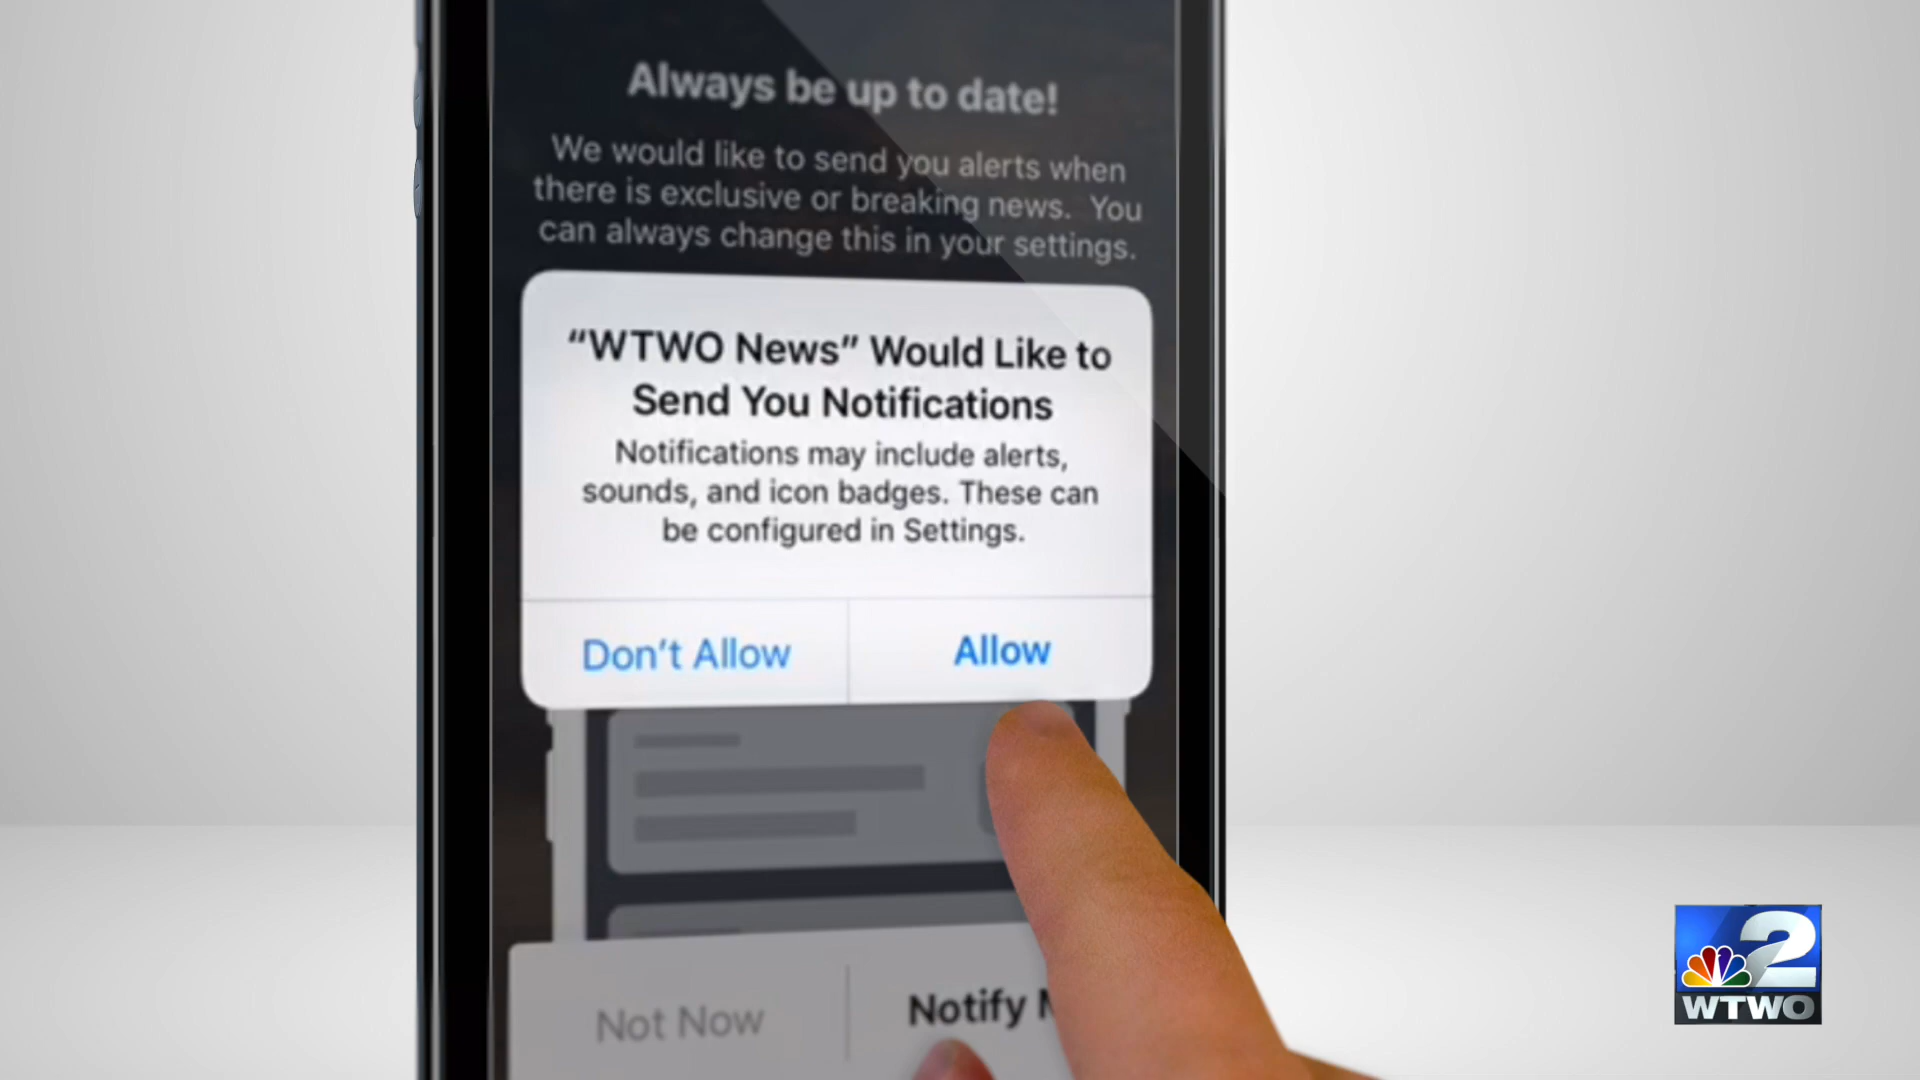 Always be up to date!
We would like to send you alerts when
there is exclusive or breaking news. You
can always change this in your settings.
“WTWO News” Would Like to
Send You Notifications
Notifications may include alerts,
sounds, and icon badges. These can
be configured in Settings.
Don’t Allow
Allow
Not Now
Notify
2
WTWO